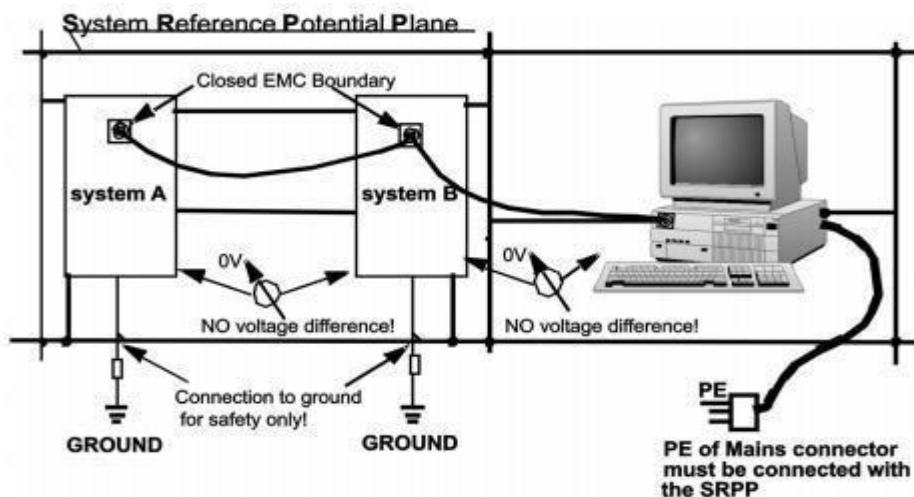 System Reference Potential Plane
Closed EMC Boundary
system A
system B
0V
0V
NO voltage difference!
NO voltage difference!
Connection to ground
for safety only!
GROUND
GROUND
PE
PE of Mains connector
must be connected with
the SRPP